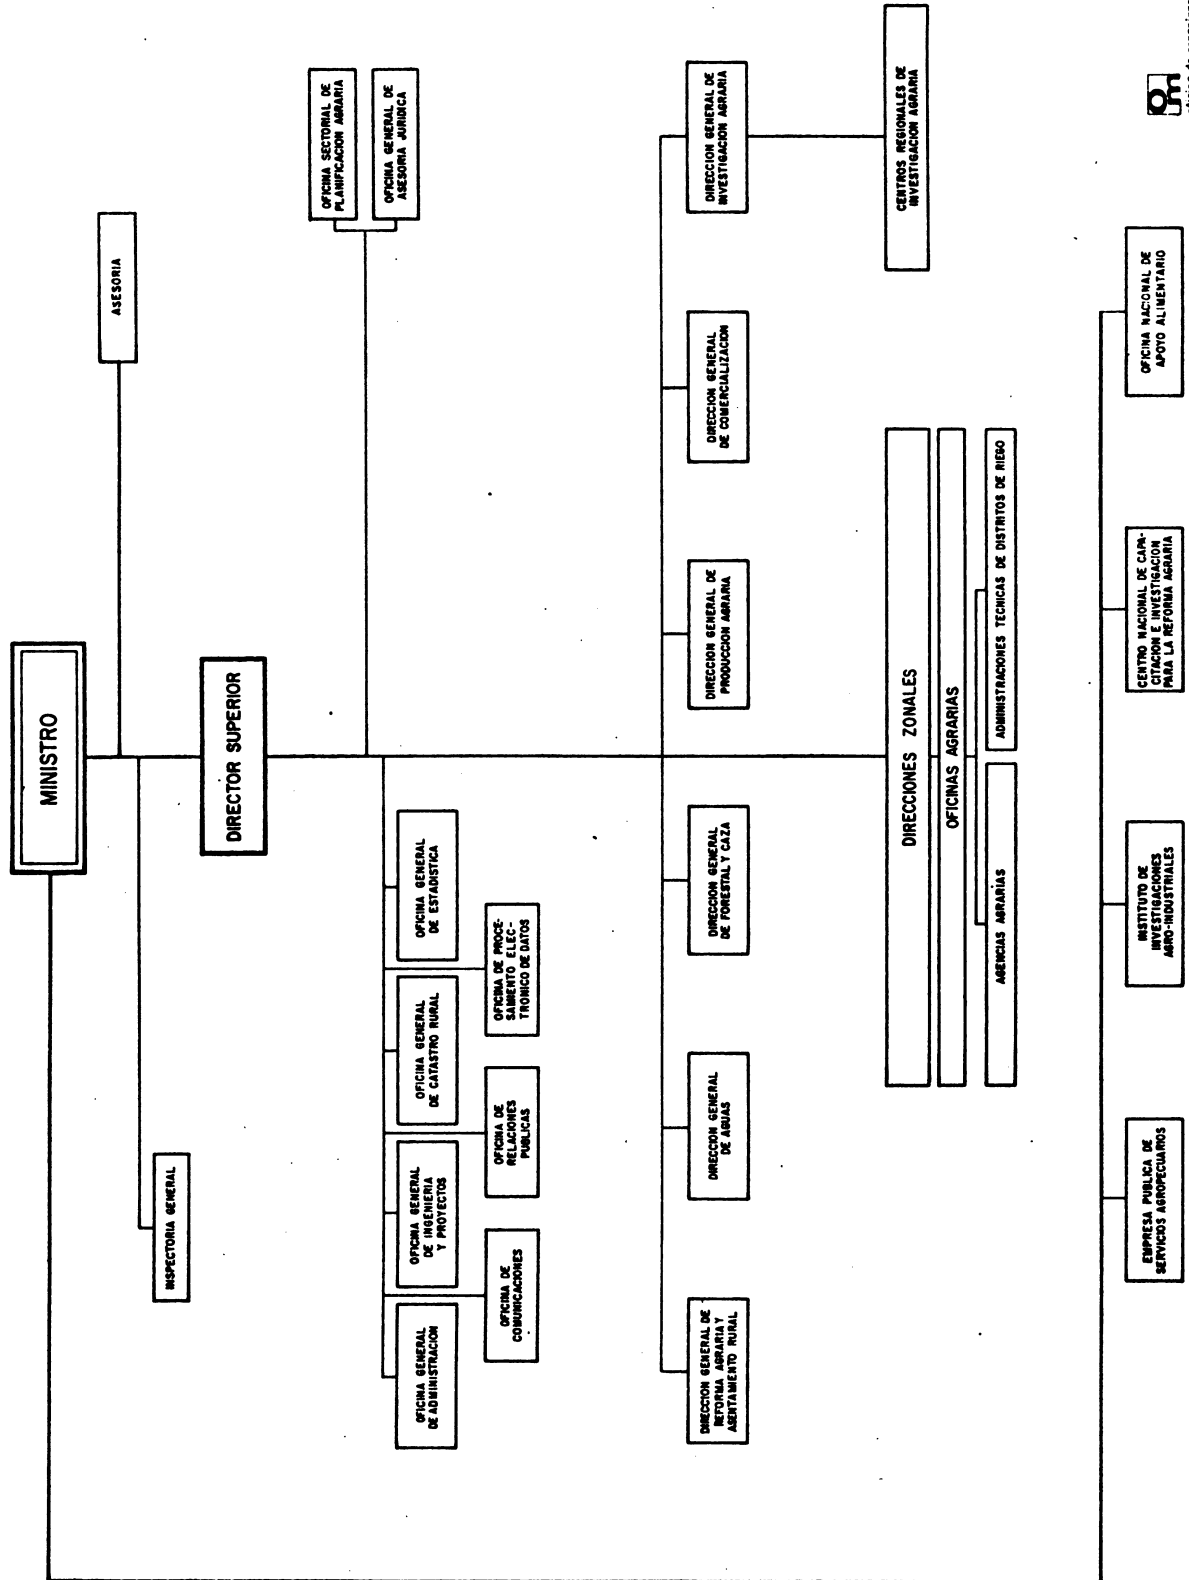 MINISTRO
ASESORIA
INSPECTORIA GENERAL
DIRECTOR SUPERIOR
OFICINA SECTORIAL DE
PLANIFICACION AGRARIA
OFICINA GENERAL DE
ASESORIA JURIDICA
OFICINA GENERAL
DE ADMINISTRACION
OFICINA GENERAL
DE INGENIERIA
Y PROYECTOS
OFICINA GENERAL
DE CATASTRO RURAL
OFICINA GENERAL
DE ESTADISTICA
OFICINA DE
COMUNICACIONES
OFICINA DE
RELACIONES
PUBLICAS
OFICINA DE PROCE-
SAMIENTO ELEC-
TRONICO DE DATOS
DIRECCION GENERAL DE
REFORMA AGRARIA Y
ASENTAMIENTO RURAL
DIRECCION GENERAL
DE AGUAS
DIRECCION GENERAL
DE FORESTAL Y CAZA
DIRECCION GENERAL DE
PRODUCCION AGRARIA
DIRECCION GENERAL
DE COMERCIALIZACION
DIRECCION GENERAL DE
INVESTIGACION AGRARIA
DIRECCIONES ZONALES
OFICINAS AGRARIAS
AGENCIAS AGRARIAS
ADMINISTRACIONES TECNICAS DE DISTRITOS DE RIEGO
CENTROS REGIONALES DE
INVESTIGACION AGRARIA
EMPRESA PUBLICA DE
SERVICIOS AGROPECUARIOS
INSTITUTO DE
INVESTIGACIONES
AGRO-INDUSTRIALES
CENTRO NACIONAL DE CAPA-
CITACION E INVESTIGACION
PARA LA REFORMA AGRARIA
OFICINA NACIONAL DE
APOYO ALIMENTARIO